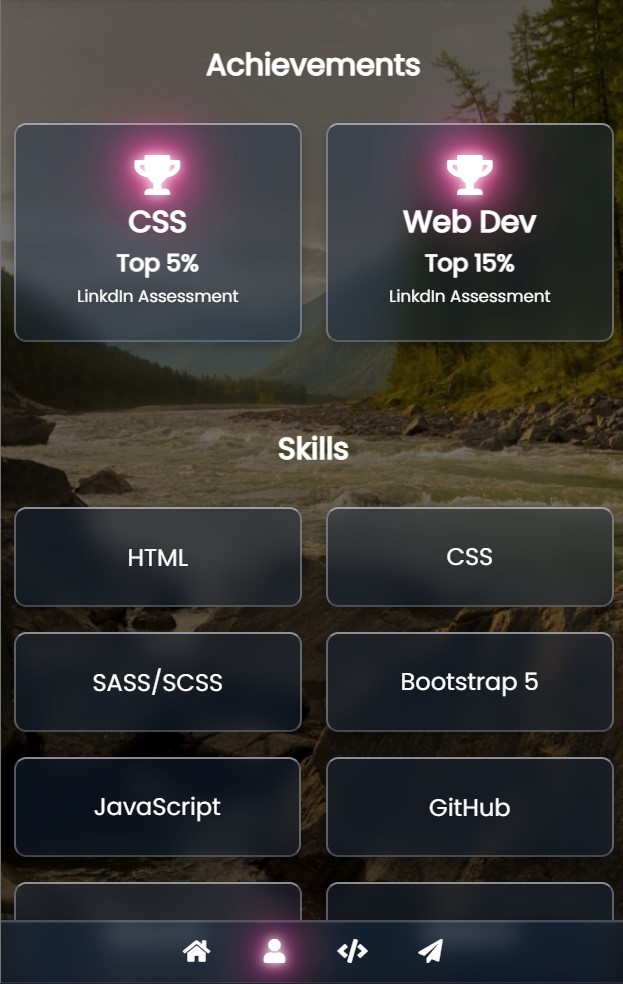 Achievements
CSS
Web Dev
Top 5%
Top 15%
LinkdIn Assessment
LinkdIn Assessment
Skills
HTML
CSS
SASS/SCSS
Bootstrap 5
JavaScript
GitHub